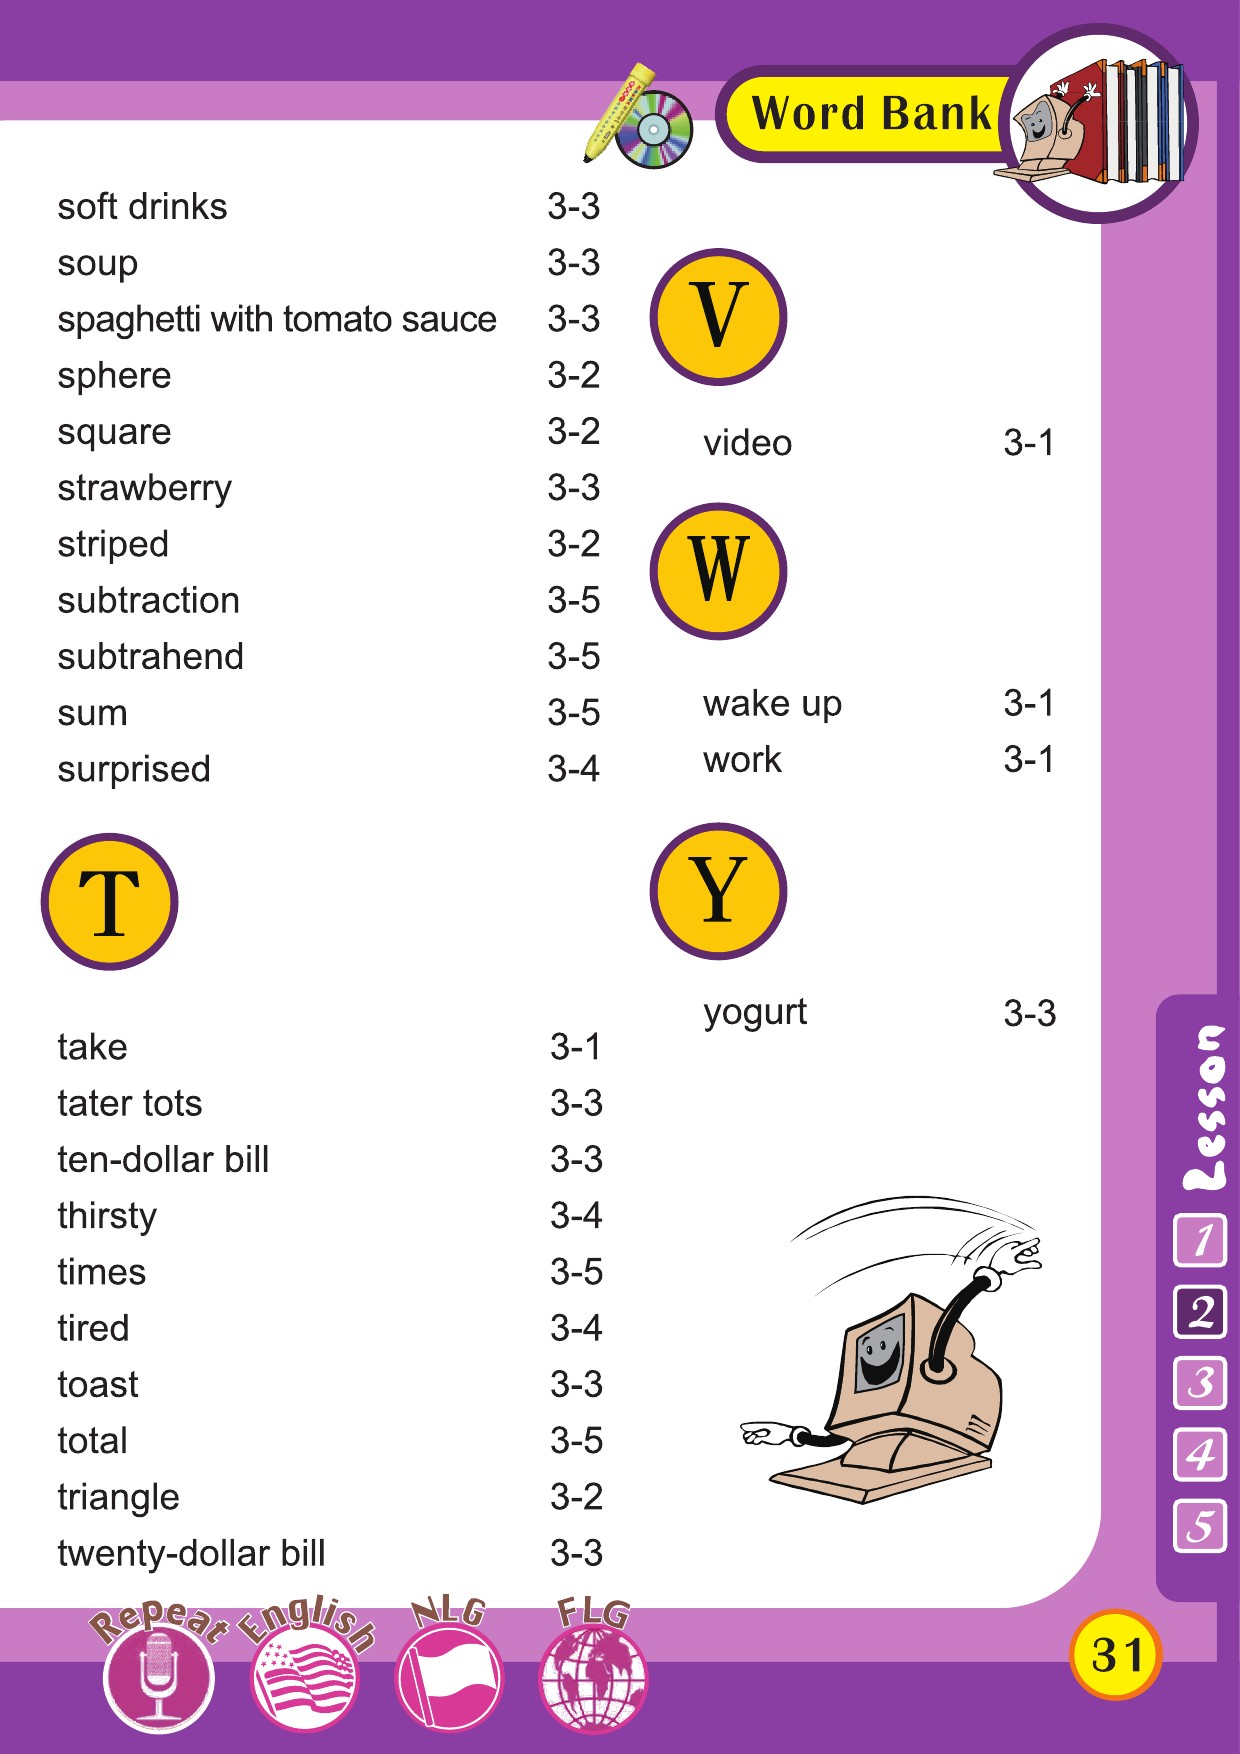 Word Bank
soft drinks 3-3
soup 3-3
spaghetti with tomato sauce 3-3
sphere 3-2
square 3-2
strawberry 3-3
striped 3-2
subtraction 3-5
subtrahend 3-5
sum 3-5
surprised 3-4
T
take 3-1
tater tots 3-3
ten-dollar bill 3-3
thirsty 3-4
times 3-5
tired 3-4
toast 3-3
total 3-5
triangle 3-2
twenty-dollar bill 3-3
V
video 3-1
W
wake up 3-1
work 3-1
Y
yogurt 3-3
Lesson
1
2
3
4
5
Repeat
English
NLG
FLG
31